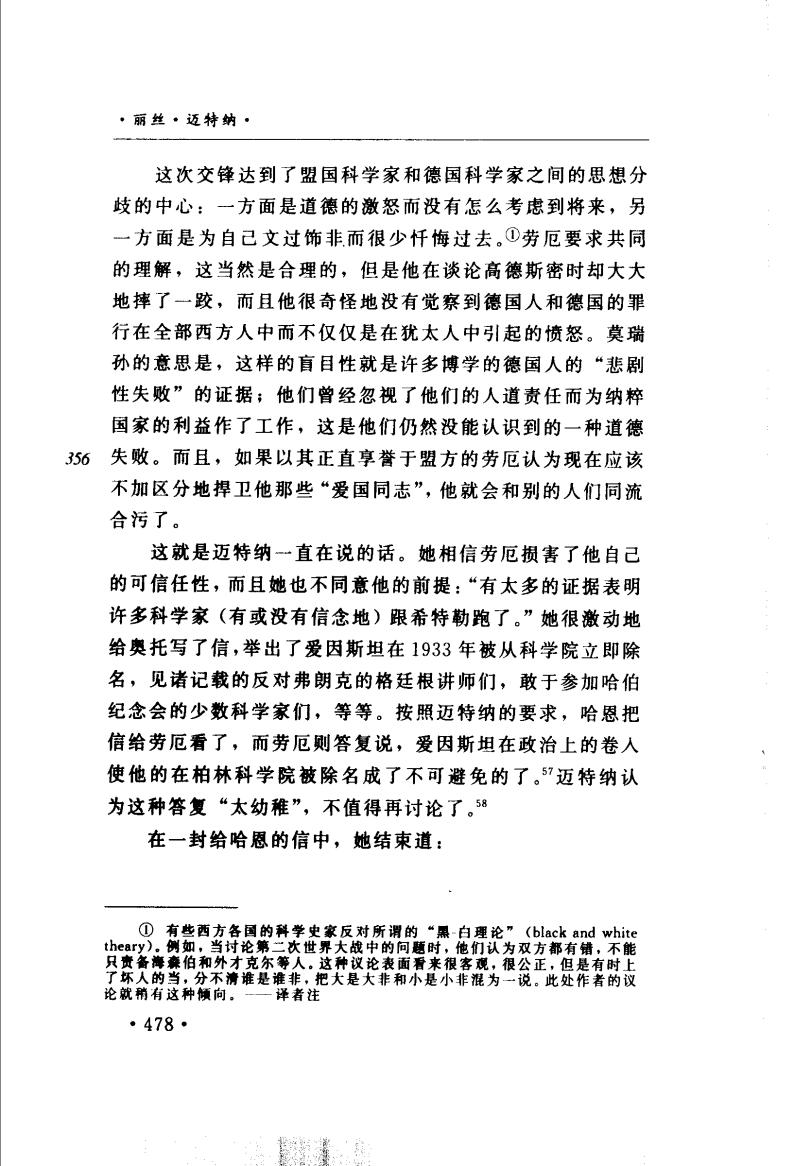 ·丽丝·迈特纳·
这次交锋达到了盟国科学家和德国科学家之间的思想分
歧的中心：一方面是道德的激怒而没有怎么考虑到将来，另
一方面是为自己文过饰非而很少忏悔过去。①劳厄要求共同
的理解，这当然是合理的，但是他在谈论高德斯密时却大大
地摔了一跤，而且他很奇怪地没有觉察到德国人和德国的罪
行在全部西方人中而不仅仅是在犹太人中引起的愤怒。莫瑞
孙的意思是，这样的盲目性就是许多博学的德国人的“悲剧
性失败”的证据；他们曾经忽视了他们的人道责任而为纳粹
国家的利益作了工作，这是他们仍然没能认识到的一种道德
356 失败。而且，如果以其正直享誉于盟方的劳厄认为现在应该
不加区分地捍卫他那些“爱国同志”，他就会和别的人们同流
合污了。
这就是迈特纳一直在说的话。她相信劳厄损害了他自己
的可信任性，而且她也不同意他的前提：“有太多的证据表明
许多科学家（有或没有信念地）跟希特勒跑了。”她很激动地
给奥托写了信，举出了爱因斯坦在1933年被从科学院立即除
名，见诸记载的反对弗朗克的格廷根讲师们，敢于参加哈伯
纪念会的少数科学家们，等等。按照迈特纳的要求，哈恩把
信给劳厄看了，而劳厄则答复说，爱因斯坦在政治上的卷入
使他的在柏林科学院被除名成了不可避免的了。57迈特纳认
为这种答复“太幼稚”，不值得再讨论了。58
在一封给哈恩的信中，她结束道：
① 有些西方各国的科学史家反对所谓的“黑-白理论”（black and white
theary）。例如，当讨论第二次世界大战中的问题时，他们认为双方都有错，不能
只责备海森伯和外才克尔等人。这种议论表面看来很客观，很公正，但是有时上
了坏人的当，分不清谁是谁非，把大是大非和小是小非混为一说。此处作者的议
论就稍有这种倾向。——译者注
·478·